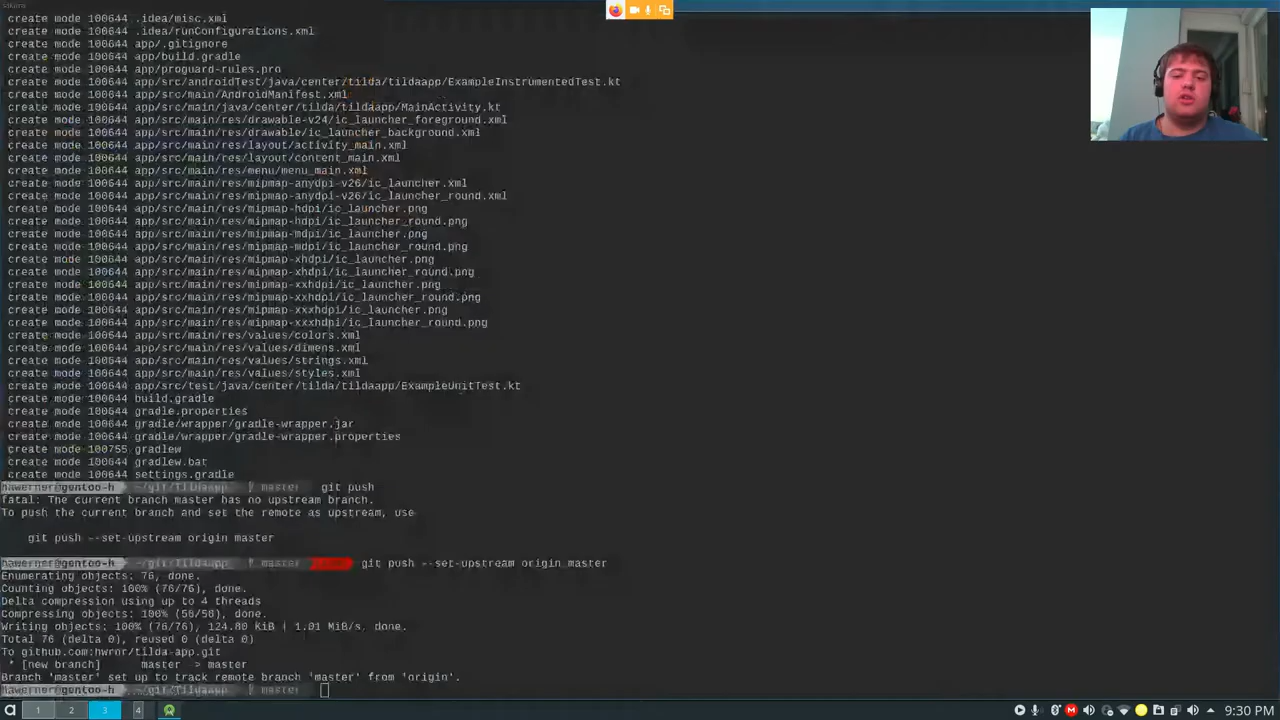 create mode 100644 .idea/misc.xml
create mode 100644 .idea/runConfigurations.xml
create mode 100644 app/.gitignore
create mode 100644 app/build.gradle
create mode 100644 app/proguard-rules.pro
create mode 100644 app/src/androidTest/java/center/tilda/tildaapp/ExampleInstrumentedTest.kt
create mode 100644 app/src/main/AndroidManifest.xml
create mode 100644 app/src/main/java/center/tilda/tildaapp/MainActivity.kt
create mode 100644 app/src/main/res/drawable-v24/ic_launcher_foreground.xml
create mode 100644 app/src/main/res/drawable/ic_launcher_background.xml
create mode 100644 app/src/main/res/layout/activity_main.xml
create mode 100644 app/src/main/res/layout/content_main.xml
create mode 100644 app/src/main/res/menu/menu_main.xml
create mode 100644 app/src/main/res/mipmap-anydpi-v26/ic_launcher.xml
create mode 100644 app/src/main/res/mipmap-anydpi-v26/ic_launcher_round.xml
create mode 100644 app/src/main/res/mipmap-hdpi/ic_launcher.png
create mode 100644 app/src/main/res/mipmap-hdpi/ic_launcher_round.png
create mode 100644 app/src/main/res/mipmap-mdpi/ic_launcher.png
create mode 100644 app/src/main/res/mipmap-mdpi/ic_launcher_round.png
create mode 100644 app/src/main/res/mipmap-xhdpi/ic_launcher.png
create mode 100644 app/src/main/res/mipmap-xhdpi/ic_launcher_round.png
create mode 100644 app/src/main/res/mipmap-xxhdpi/ic_launcher.png
create mode 100644 app/src/main/res/mipmap-xxhdpi/ic_launcher_round.png
create mode 100644 app/src/main/res/mipmap-xxxhdpi/ic_launcher.png
create mode 100644 app/src/main/res/mipmap-xxxhdpi/ic_launcher_round.png
create mode 100644 app/src/main/res/values/colors.xml
create mode 100644 app/src/main/res/values/dimens.xml
create mode 100644 app/src/main/res/values/strings.xml
create mode 100644 app/src/main/res/values/styles.xml
create mode 100644 app/src/test/java/center/tilda/tildaapp/ExampleUnitTest.kt
create mode 100644 build.gradle
create mode 100644 gradle.properties
create mode 100644 gradle/wrapper/gradle-wrapper.jar
create mode 100644 gradle/wrapper/gradle-wrapper.properties
create mode 100755 gradlew
create mode 100644 gradlew.bat
create mode 100644 settings.gradle
hawerner@gentoo-h ~/git/TildaApp master git push
fatal: The current branch master has no upstream branch.
To push the current branch and set the remote as upstream, use
git push --set-upstream origin master
hawerner@gentoo-h ~/git/TildaApp master git push --set-upstream origin master
Enumerating objects: 76, done.
Counting objects: 100% (76/76), done.
Delta compression using up to 4 threads
Compressing objects: 100% (56/56), done.
Writing objects: 100% (76/76), 124.80 KiB | 1.01 MiB/s, done.
Total 76 (delta 0), reused 0 (delta 0)
To github.com:hwrnr/tilda-app.git
* [new branch] master > master
Branch 'master' set up to track remote branch 'master' from 'origin'.
hawerner@gentoo-h ~/git/TildaApp master
1 2 3 4 9:30 PM